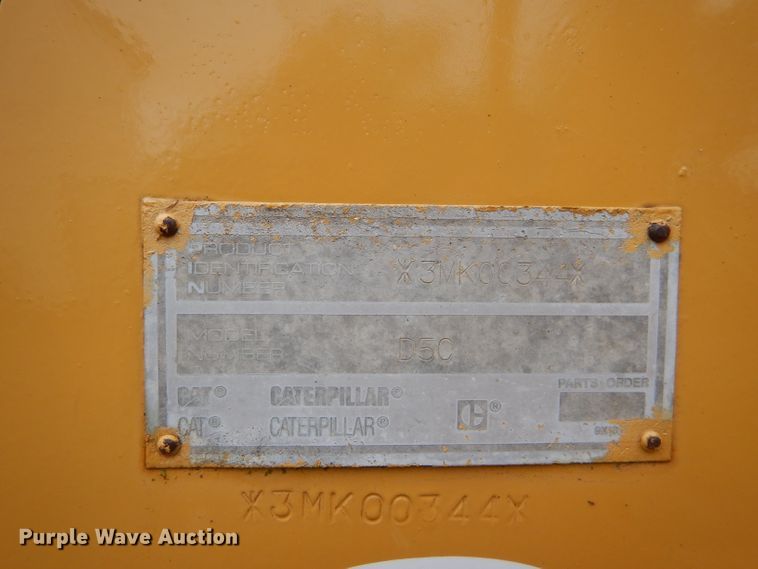 PRODUCT
IDENTIFICATION
NUMBER
*3MK00344*
MODEL
NUMBER
D5C
CAT® CATERPILLAR®
PARTS ORDER
CAT® CATERPILLAR® C®
*3MK00344*
Purple Wave Auction®